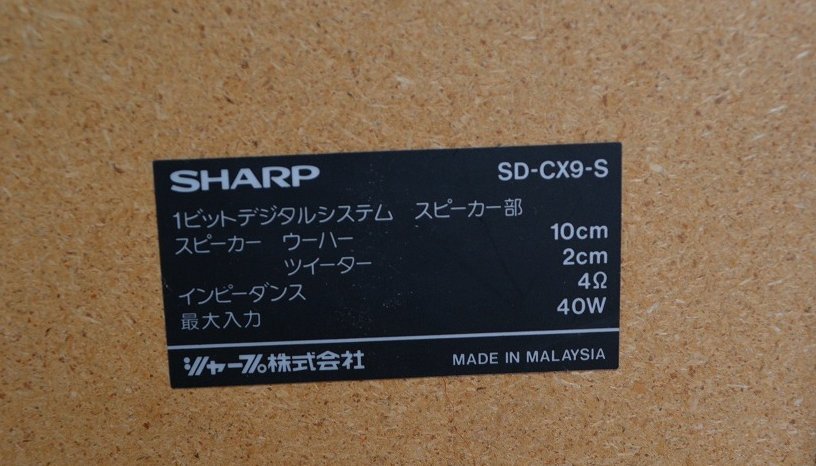 SHARP SD-CX9-S
1ビットデジタルシステム スピーカー部
スピーカー ウーハー 10cm
ツイーター 2cm
インピーダンス 4Ω
最大入力 40W
シャープ株式会社 MADE IN MALAYSIA